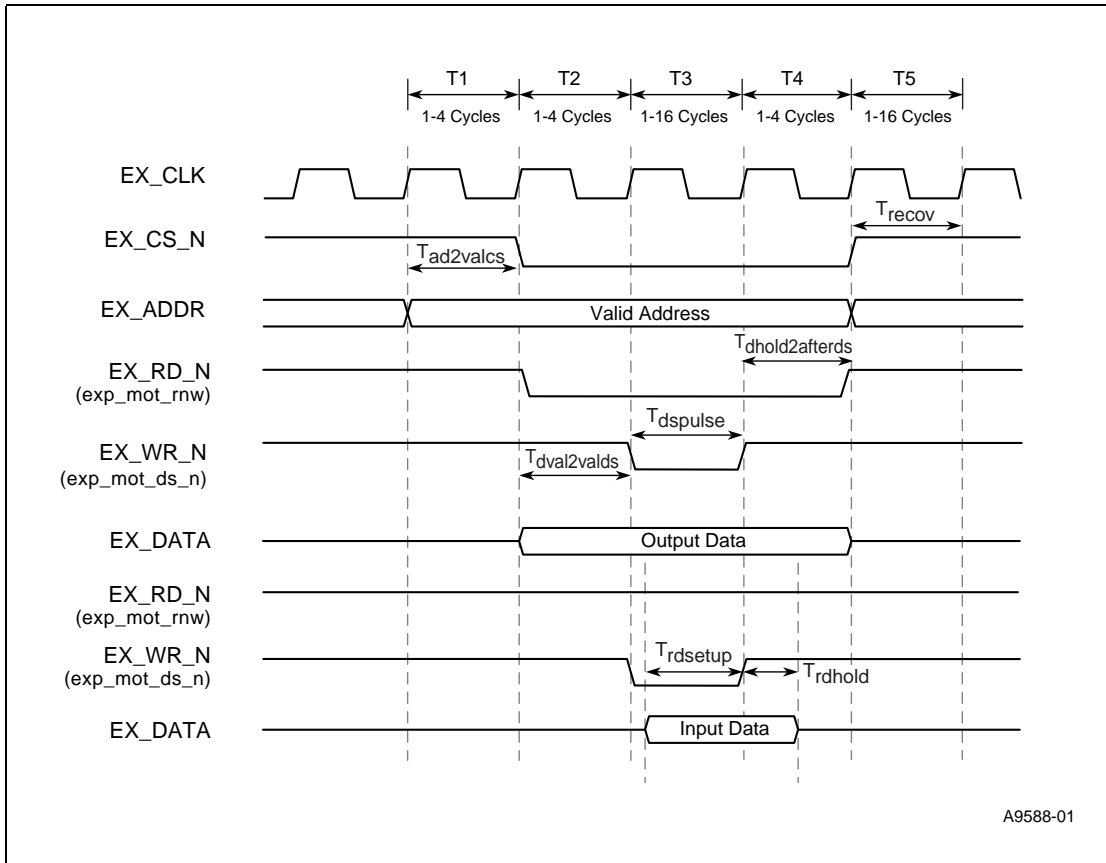 T1 T2 T3 T4 T5
1-4 Cycles 1-4 Cycles 1-16 Cycles 1-4 Cycles 1-16 Cycles
EX_CLK
Trecov
EX_CS_N
Tad2valcs
EX_ADDR
Valid Address
Tdhold2afterds
EX_RD_N
(exp_mot_rnw)
Tdspulse
EX_WR_N
Tdval2valds
(exp_mot_ds_n)
EX_DATA
Output Data
EX_RD_N
(exp_mot_rnw)
EX_WR_N
Trdsetup
(exp_mot_ds_n)
Trdhold
EX_DATA
Input Data
A9588-01